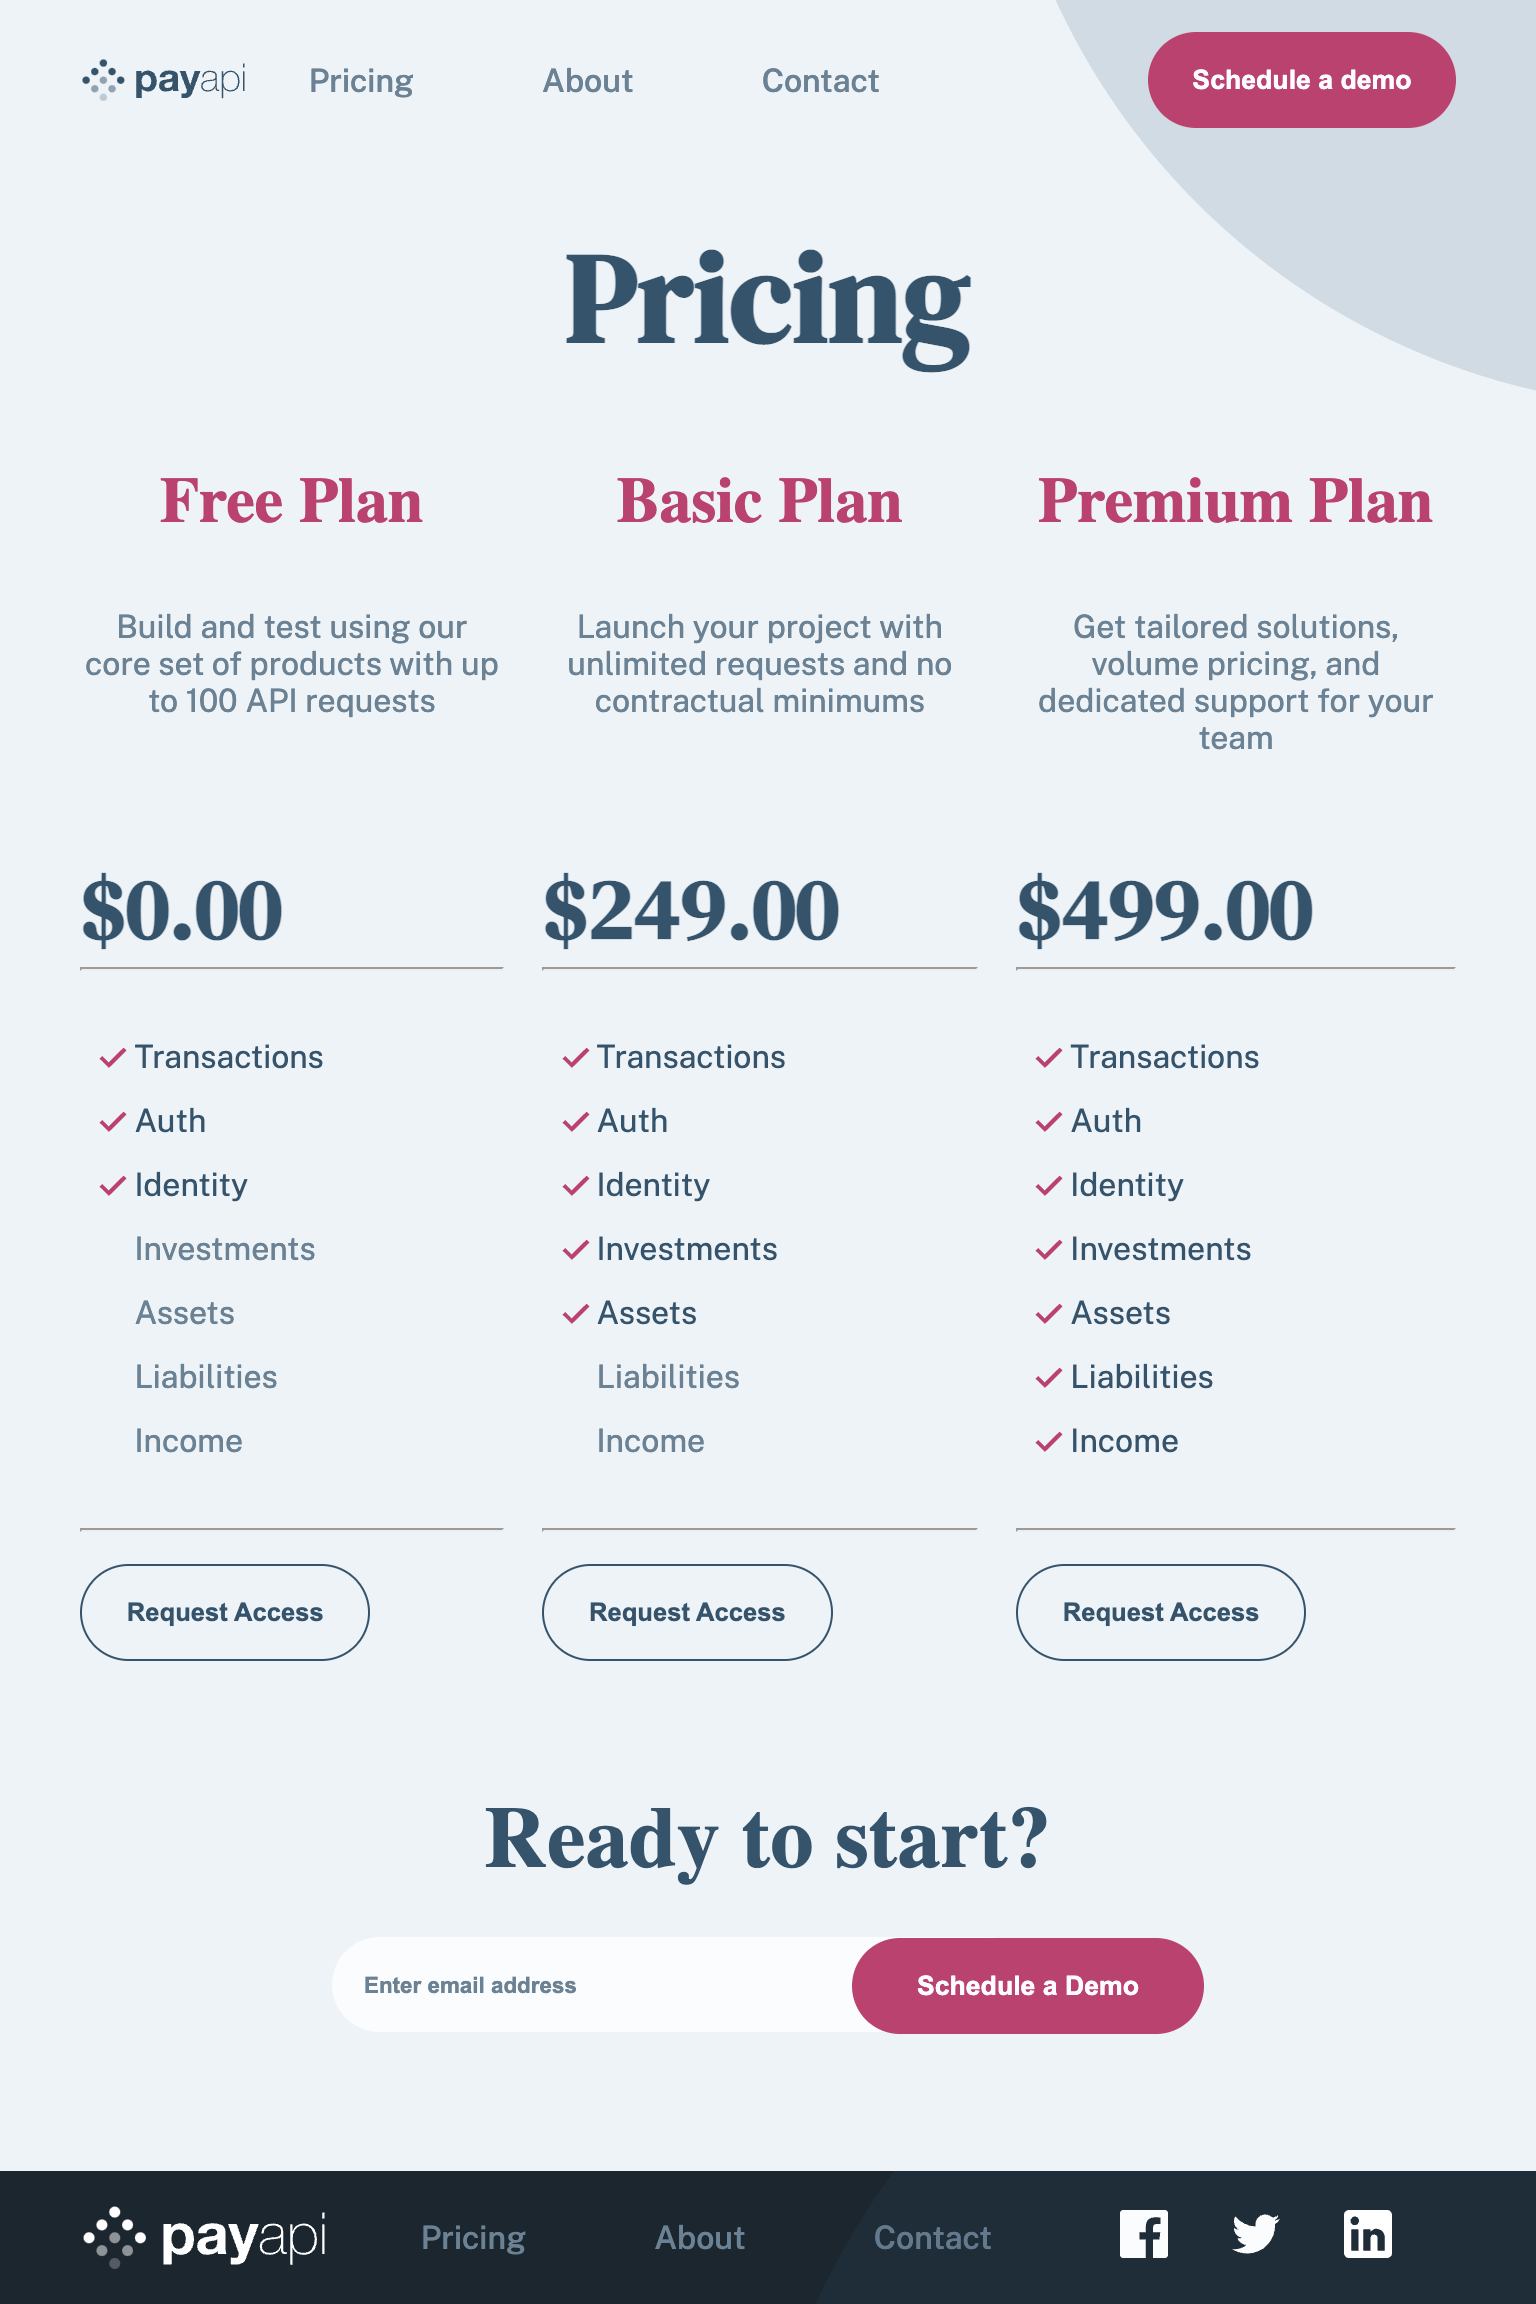 payapi
Pricing
About
Contact
Schedule a demo
Pricing
Free Plan
Build and test using our
core set of products with up
to 100 API requests
$0.00
Transactions
Auth
Identity
Investments
Assets
Liabilities
Income
Request Access
Basic Plan
Launch your project with
unlimited requests and no
contractual minimums
$249.00
Transactions
Auth
Identity
Investments
Assets
Liabilities
Income
Request Access
Premium Plan
Get tailored solutions,
volume pricing, and
dedicated support for your
team
$499.00
Transactions
Auth
Identity
Investments
Assets
Liabilities
Income
Request Access
Ready to start?
Enter email address
Schedule a Demo
payapi
Pricing
About
Contact